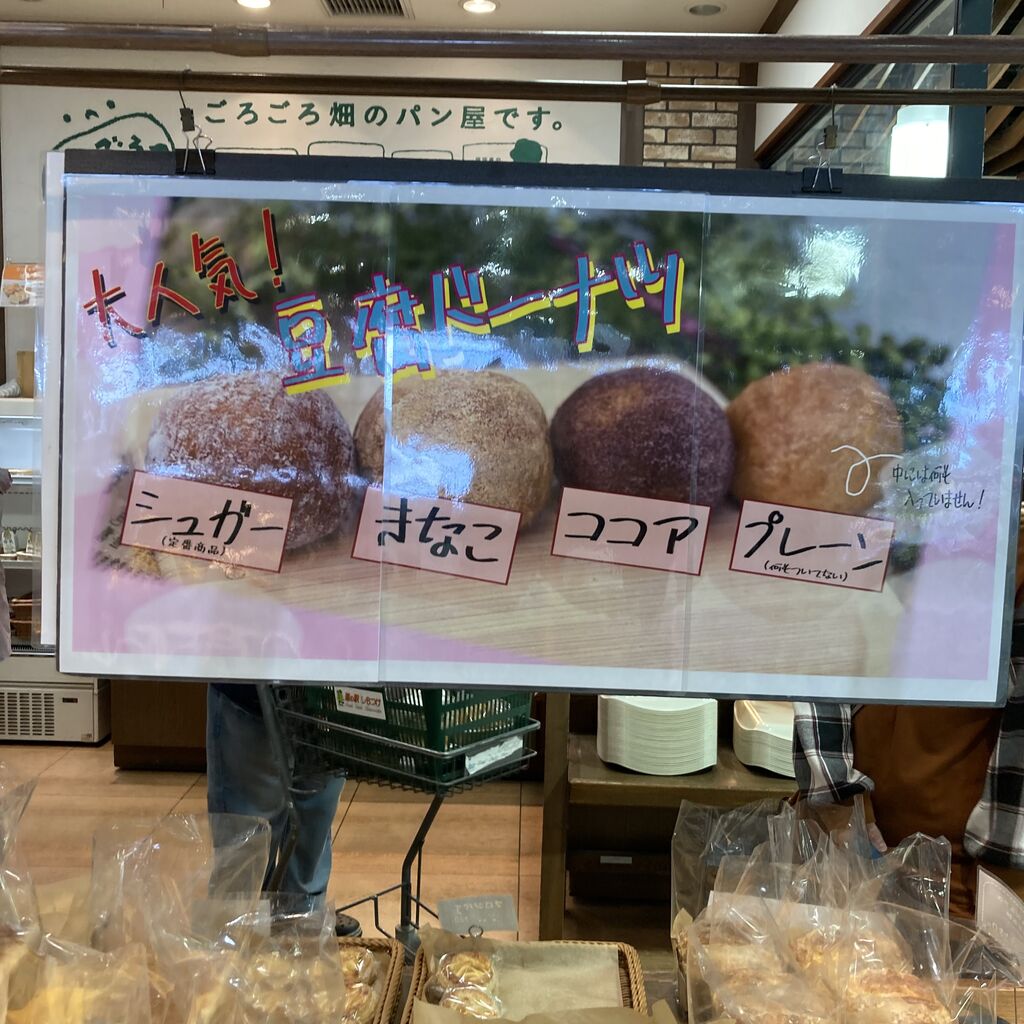 ごろごろ畑のパン屋です。
大人気!
豆腐ドーナツ
シュガー
(定番商品)
きなこ
ココア
プレーン
(何もついてない)
中には何も
入っていません!